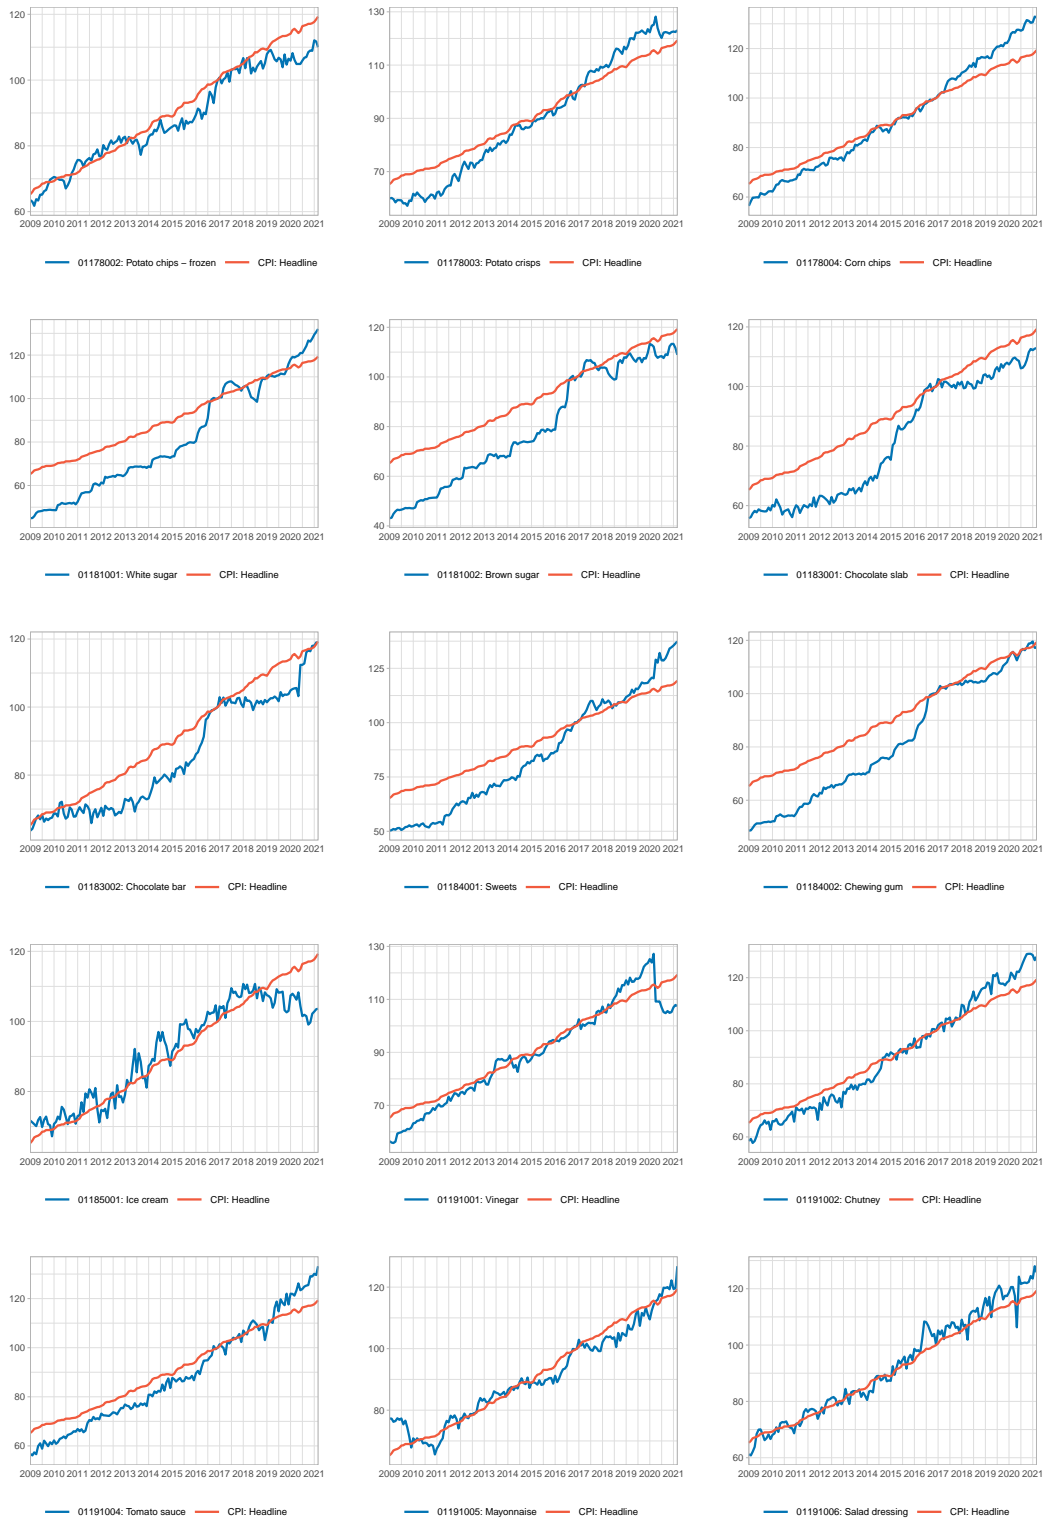 120
100
80
60
2009 2010 2011 2012 2013 2014 2015 2016 2017 2018 2019 2020 2021
01178002: Potato chips – frozen CPI: Headline
130
110
90
70
2009 2010 2011 2012 2013 2014 2015 2016 2017 2018 2019 2020 2021
01178003: Potato crisps CPI: Headline
120
100
80
60
2009 2010 2011 2012 2013 2014 2015 2016 2017 2018 2019 2020 2021
01178004: Corn chips CPI: Headline
120
100
80
60
2009 2010 2011 2012 2013 2014 2015 2016 2017 2018 2019 2020 2021
01181001: White sugar CPI: Headline
120
100
80
60
40
2009 2010 2011 2012 2013 2014 2015 2016 2017 2018 2019 2020 2021
01181002: Brown sugar CPI: Headline
120
100
80
60
2009 2010 2011 2012 2013 2014 2015 2016 2017 2018 2019 2020 2021
01183001: Chocolate slab CPI: Headline
120
100
80
2009 2010 2011 2012 2013 2014 2015 2016 2017 2018 2019 2020 2021
01183002: Chocolate bar CPI: Headline
125
100
75
50
2009 2010 2011 2012 2013 2014 2015 2016 2017 2018 2019 2020 2021
01184001: Sweets CPI: Headline
120
100
80
60
2009 2010 2011 2012 2013 2014 2015 2016 2017 2018 2019 2020 2021
01184002: Chewing gum CPI: Headline
120
100
80
2009 2010 2011 2012 2013 2014 2015 2016 2017 2018 2019 2020 2021
01185001: Ice cream CPI: Headline
130
110
90
70
2009 2010 2011 2012 2013 2014 2015 2016 2017 2018 2019 2020 2021
01191001: Vinegar CPI: Headline
120
100
80
60
2009 2010 2011 2012 2013 2014 2015 2016 2017 2018 2019 2020 2021
01191002: Chutney CPI: Headline
120
100
80
60
2009 2010 2011 2012 2013 2014 2015 2016 2017 2018 2019 2020 2021
01191004: Tomato sauce CPI: Headline
120
100
80
2009 2010 2011 2012 2013 2014 2015 2016 2017 2018 2019 2020 2021
01191005: Mayonnaise CPI: Headline
120
100
80
60
2009 2010 2011 2012 2013 2014 2015 2016 2017 2018 2019 2020 2021
01191006: Salad dressing CPI: Headline